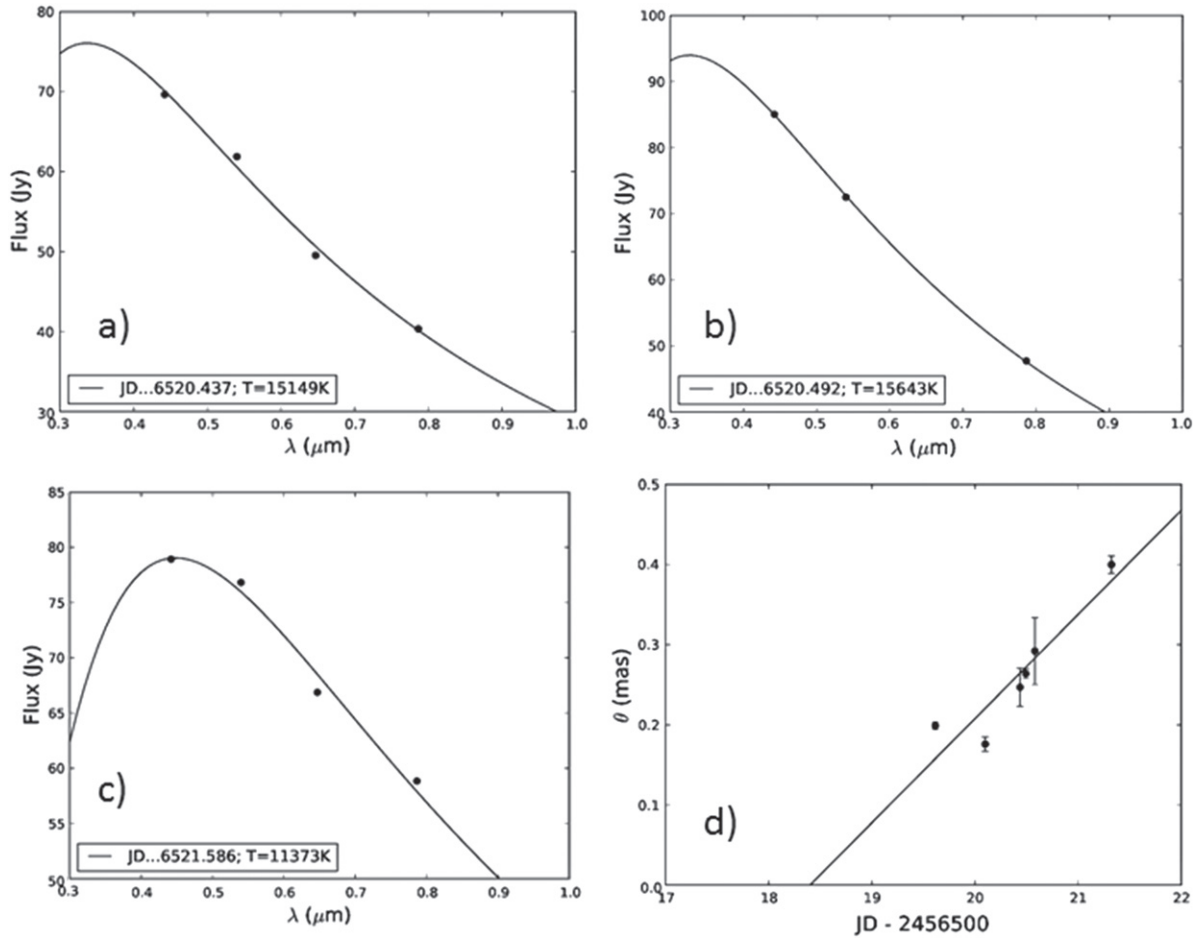 80
70
60
50
40
30
Flux (Jy)
a)
JD...6520.437; T=15149K
0.3 0.4 0.5 0.6 0.7 0.8 0.9 1.0
λ (μm)
100
90
80
70
60
50
40
Flux (Jy)
b)
JD...6520.492; T=15643K
0.3 0.4 0.5 0.6 0.7 0.8 0.9 1.0
λ (μm)
85
80
75
70
65
60
55
50
Flux (Jy)
c)
JD...6521.586; T=11373K
0.3 0.4 0.5 0.6 0.7 0.8 0.9 1.0
λ (μm)
0.5
0.4
0.3
0.2
0.1
0.0
θ (mas)
d)
17 18 19 20 21 22
JD - 2456500